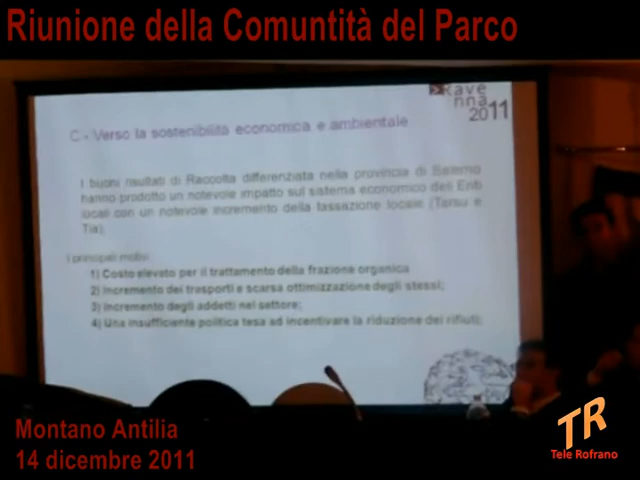 Riunione della Comuntità del Parco
Rave
nna
2011
C - Verso la sostenibilità economica e ambientale
I buoni risultati di Raccolta differenziata nella provincia di Salerno
hanno prodotto un notevole impatto sul sistema economico degli Enti
locali con un notevole incremento della tassazione locale (Tarsu e
Tia).
I principali motivi:
1) Costo elevato per il trattamento della frazione organica
2) Incremento dei trasporti e scarsa ottimizzazione degli stessi;
3) Incremento degli addetti nel settore;
4) Una insufficiente politica tesa ad incentivare la riduzione dei rifiuti;
Montano Antilia
14 dicembre 2011
TR
Tele Rofrano